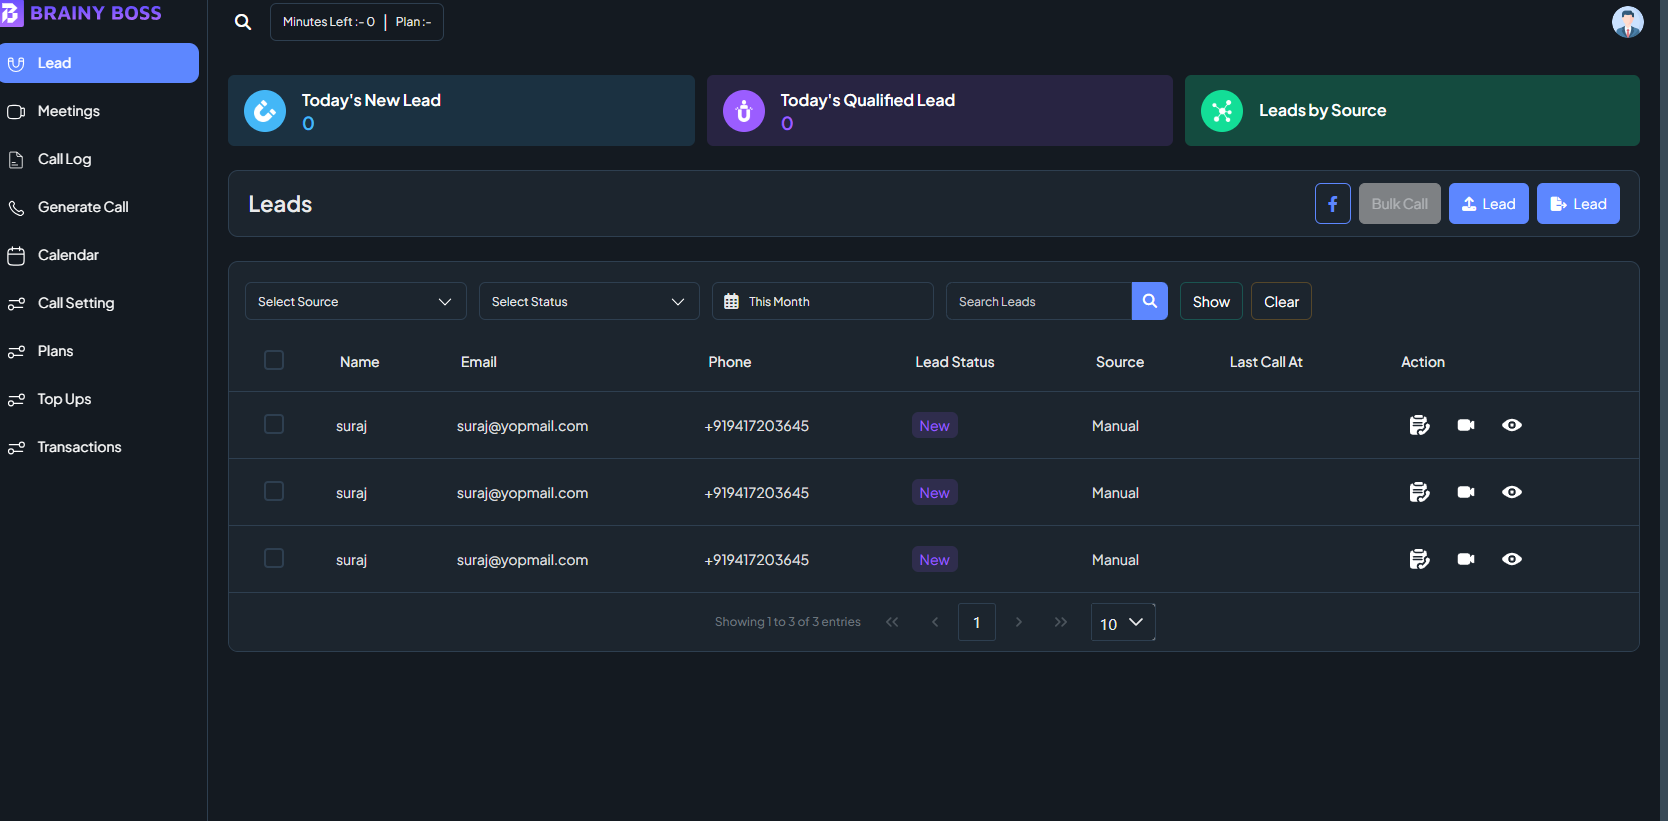 BRAINY BOSS
Minutes Left :- 0 | Plan :-
Lead
Meetings
Call Log
Generate Call
Calendar
Call Setting
Plans
Top Ups
Transactions
Today's New Lead
0
Today's Qualified Lead
0
Leads by Source
Leads
Bulk Call
Lead
Lead
Select Source
Select Status
This Month
Search Leads
Show
Clear
Name Email Phone Lead Status Source Last Call At Action
suraj suraj@yopmail.com +919417203645 New Manual
suraj suraj@yopmail.com +919417203645 New Manual
suraj suraj@yopmail.com +919417203645 New Manual
Showing 1 to 3 of 3 entries << < 1 > >> 10